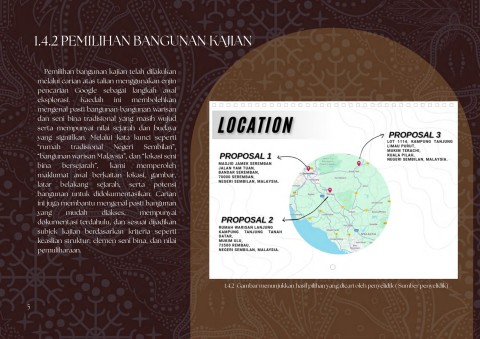 1.4.2 PEMILIHAN BANGUNAN KAJIAN
Pemilihan bangunan kajian telah dilakukan
melalui carian atas talian menggunakan enjin
pencarian Google sebagai langkah awal
eksplorasi. Kaedah ini membolehkan
mengenal pasti bangunan-bangunan warisan
dan seni bina tradisional yang masih wujud
serta mempunyai nilai sejarah dan budaya
yang signifikan. Melalui kata kunci seperti
“rumah tradisional Negeri Sembilan”,
“bangunan warisan Malaysia”, dan “lokasi seni
bina bersejarah”, kami memperoleh
maklumat awal berkaitan lokasi, gambar,
latar belakang sejarah, serta potensi
bangunan untuk didokumentasikan. Carian
ini juga membantu mengenal pasti bangunan
yang mudah diakses, mempunyai
dokumentasi terdahulu, dan sesuai dijadikan
subjek kajian berdasarkan kriteria seperti
keaslian struktur, elemen seni bina, dan nilai
pemuliharaan.
LOCATION
PROPOSAL 1
MASJID JAMEK SEREMBAN
JALAN YAM TUAN,
BANDAR SEREMBAN,
70000 SEREMBAN,
NEGERI SEMBILAN, MALAYSIA.
PROPOSAL 3
LOT 1114, KAMPUNG TANJUNG
LIMAU PURUT,
MUKIM TERACHI,
KUALA PILAH,
NEGERI SEMBILAN, MALAYSIA.
PROPOSAL 2
RUMAH WARISAN LANJUNG
KAMPUNG TANJUNG TANAH
DATAR,
MUKIM ULU,
71350 REMBAU,
NEGERI SEMBILAN, MALAYSIA.
1.4.2 :Gambar menunjukkan hasil pilihan yang dicari oleh penyelidik ( Sumber penyelidik)
5